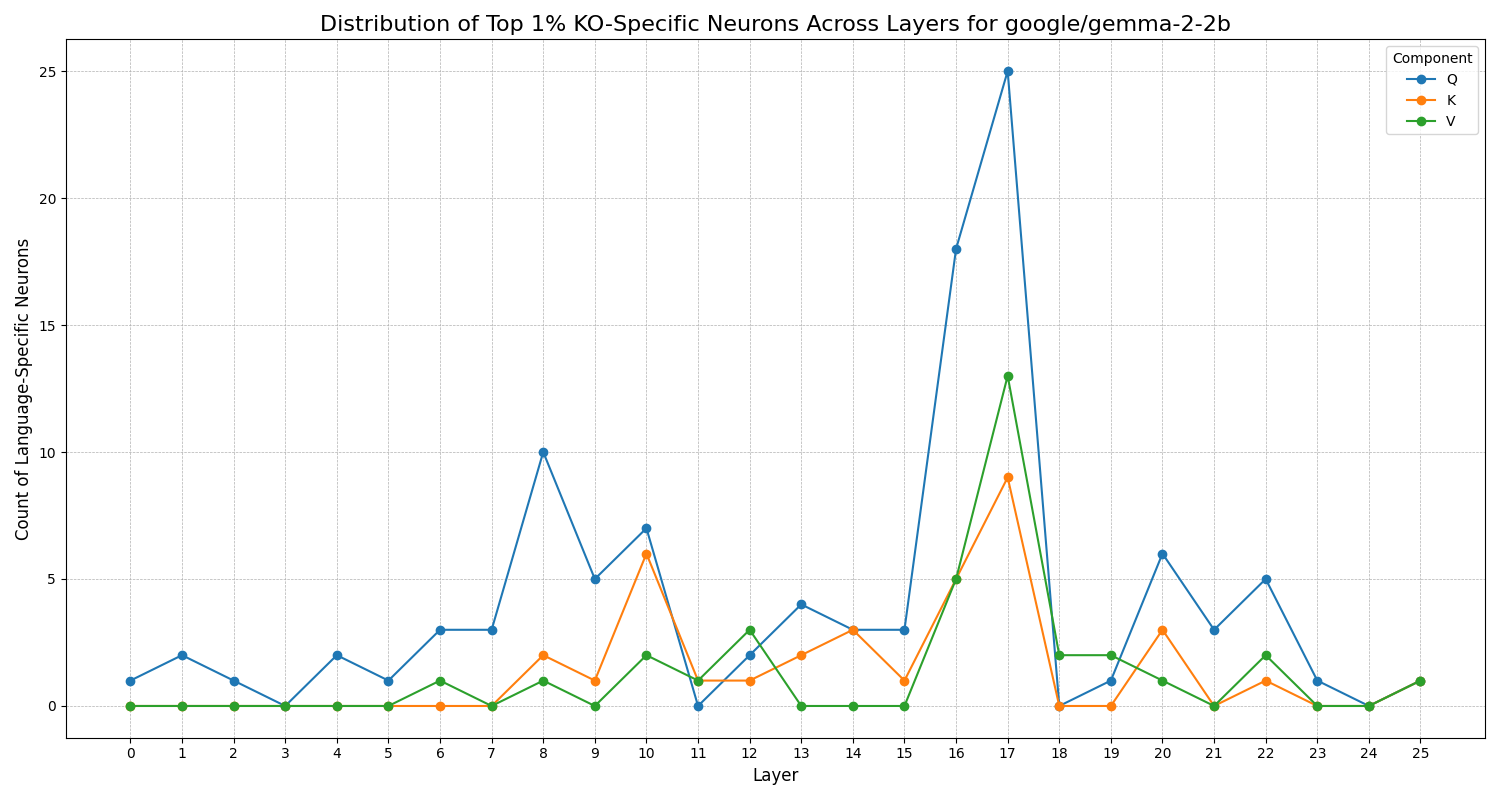 Distribution of Top 1% KO-Specific Neurons Across Layers for google/gemma-2-2b
Component
Q
K
V
Count of Language-Specific Neurons
25
20
15
10
5
0
0 1 2 3 4 5 6 7 8 9 10 11 12 13 14 15 16 17 18 19 20 21 22 23 24 25
Layer